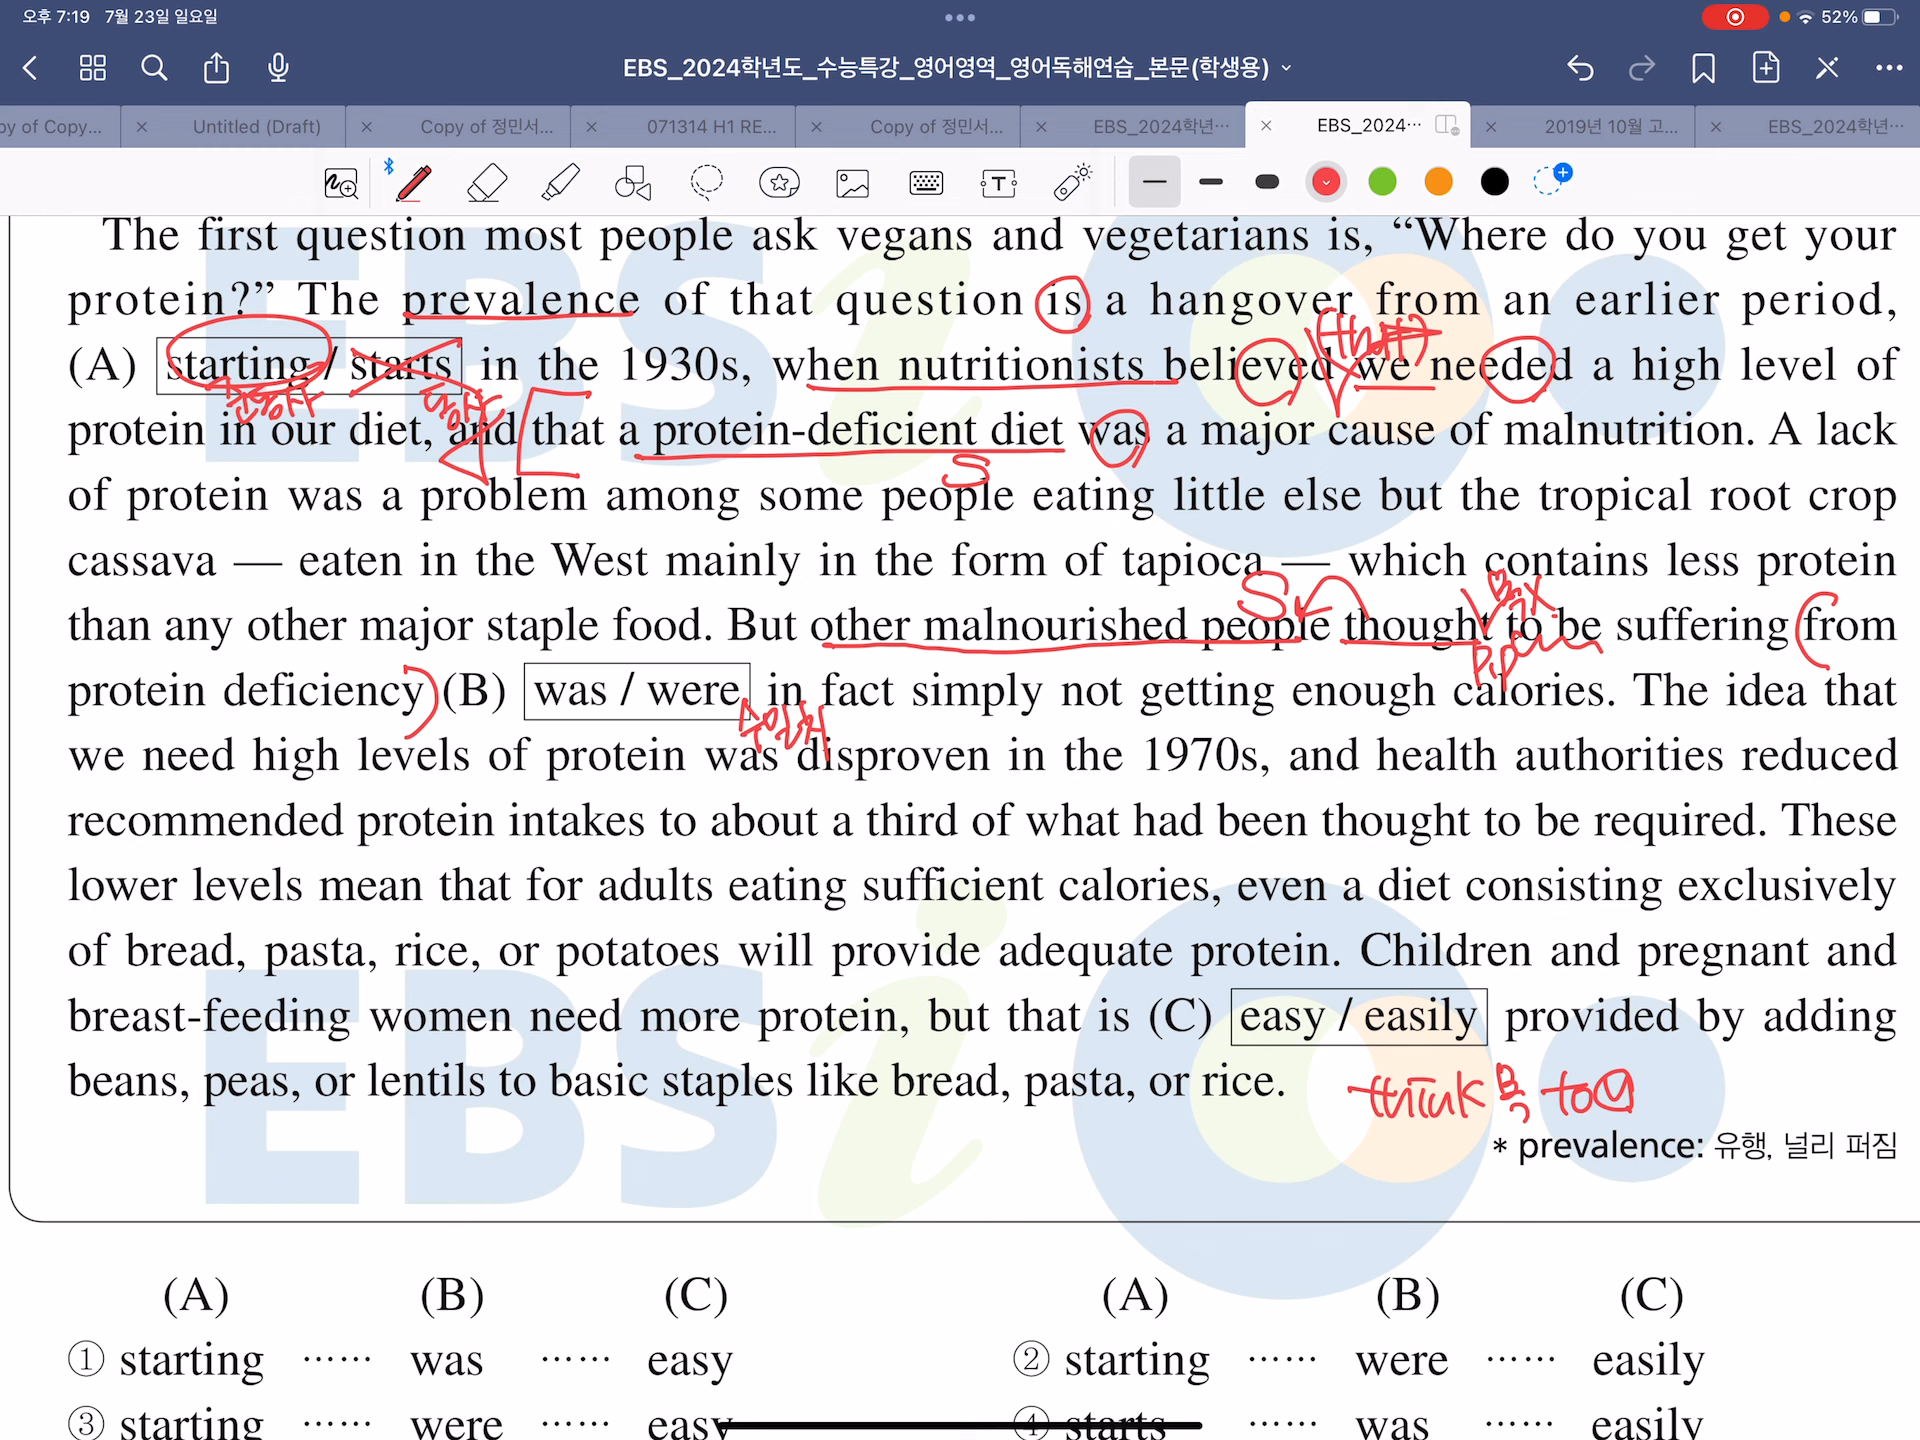 오후 7:19 7월 23일 일요일
52%
EBS_2024학년도_수능특강_영어영역_영어독해연습_본문(학생용)
py of Copy...
Untitled (Draft)
Copy of 정민서...
071314 H1 RE...
Copy of 정민서...
EBS_2024학년...
EBS_2024...
2019년 10월 고...
EBS_2024학년...
The first question most people ask vegans and vegetarians is, “Where do you get your
protein?” The prevalence of that question is a hangover from an earlier period,
(that)
(A) starting / starts in the 1930s, when nutritionists believed we needed a high level of
준동사
동사
protein in our diet, and that a protein-deficient diet was a major cause of malnutrition. A lack
S
of protein was a problem among some people eating little else but the tropical root crop
cassava — eaten in the West mainly in the form of tapioca — which contains less protein
S
목X
than any other major staple food. But other malnourished people thought to be suffering from
p.p
protein deficiency (B) was / were in fact simply not getting enough calories. The idea that
수일치
we need high levels of protein was disproven in the 1970s, and health authorities reduced
recommended protein intakes to about a third of what had been thought to be required. These
lower levels mean that for adults eating sufficient calories, even a diet consisting exclusively
of bread, pasta, rice, or potatoes will provide adequate protein. Children and pregnant and
breast-feeding women need more protein, but that is (C) easy / easily provided by adding
beans, peas, or lentils to basic staples like bread, pasta, or rice.
think 목 to
* prevalence: 유행, 널리 퍼짐
(A) (B) (C) (A) (B) (C)
① starting ······ was ······ easy ② starting ······ were ······ easily
③ starting ······ were ······ easy ④ starts ······ was ······ easily